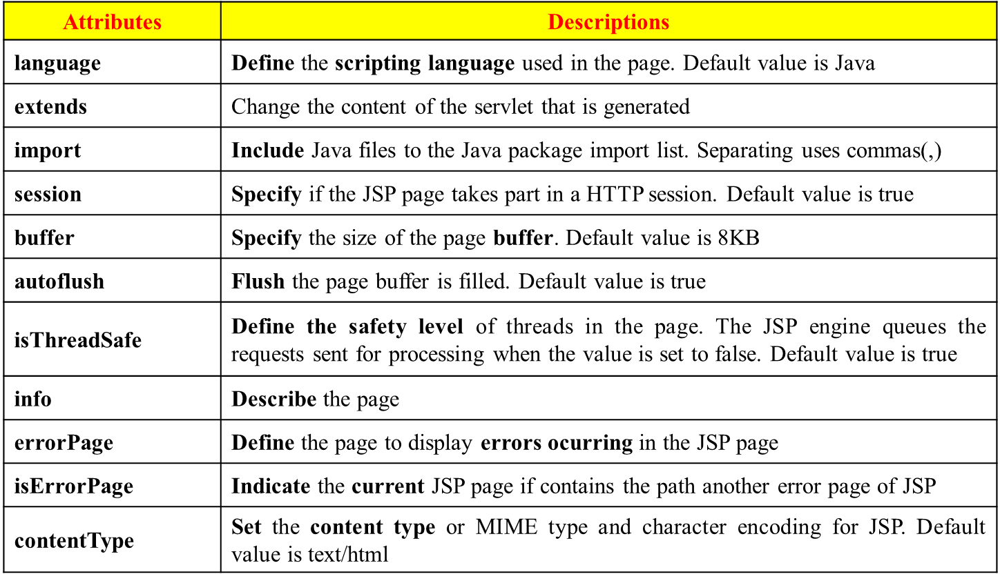 Attributes Descriptions
language Define the scripting language used in the page. Default value is Java
extends Change the content of the servlet that is generated
import Include Java files to the Java package import list. Separating uses commas(,)
session Specify if the JSP page takes part in a HTTP session. Default value is true
buffer Specify the size of the page buffer. Default value is 8KB
autoflush Flush the page buffer is filled. Default value is true
isThreadSafe Define the safety level of threads in the page. The JSP engine queues the
requests sent for processing when the value is set to false. Default value is true
info Describe the page
errorPage Define the page to display errors ocurring in the JSP page
isErrorPage Indicate the current JSP page if contains the path another error page of JSP
contentType Set the content type or MIME type and character encoding for JSP. Default
value is text/html